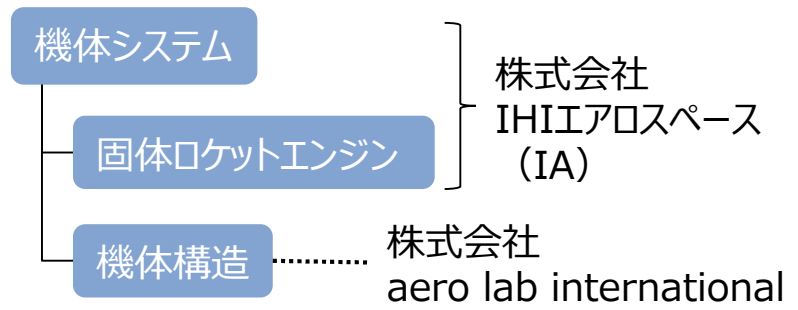 機体システム
固体ロケットエンジン
機体構造
株式会社
IHIエアロスペース
（IA）
株式会社
aero lab international